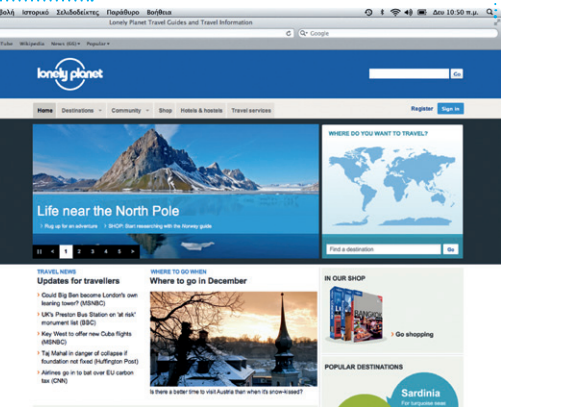 βολή Ιστορικό Σελιδοδείκτες Παράθυρο Βοήθεια Δευ 10:50 π.μ.
Lonely Planet Travel Guides and Travel Information
Google
Tube Wikipedia News (65) Popular
lonely planet
Go
Home Destinations Community Shop Hotels & hostels Travel services
Register Sign in
WHERE DO YOU WANT TO TRAVEL?
Life near the North Pole
Rug up for an adventure SHOP: Start researching with the Norway guide
1 2 3 4 5
Find a destination Go
TRAVEL NEWS
Updates for travellers
Could Big Ben become London's own
leaning tower? (MSNBC)
UK's Preston Bus Station on 'at risk'
monument list (BBC)
Key West to offer new Cuba flights
(MSNBC)
Taj Mahal in danger of collapse if
foundation not fixed (Huffington Post)
Airlines go in to bat over EU carbon
tax (CNN)
WHERE TO GO WHEN
Where to go in December
Is there a better time to visit Austria than when it's snow-kissed?
IN OUR SHOP
BANGKOK
Go shopping
POPULAR DESTINATIONS
Sardinia
For turquoise seas